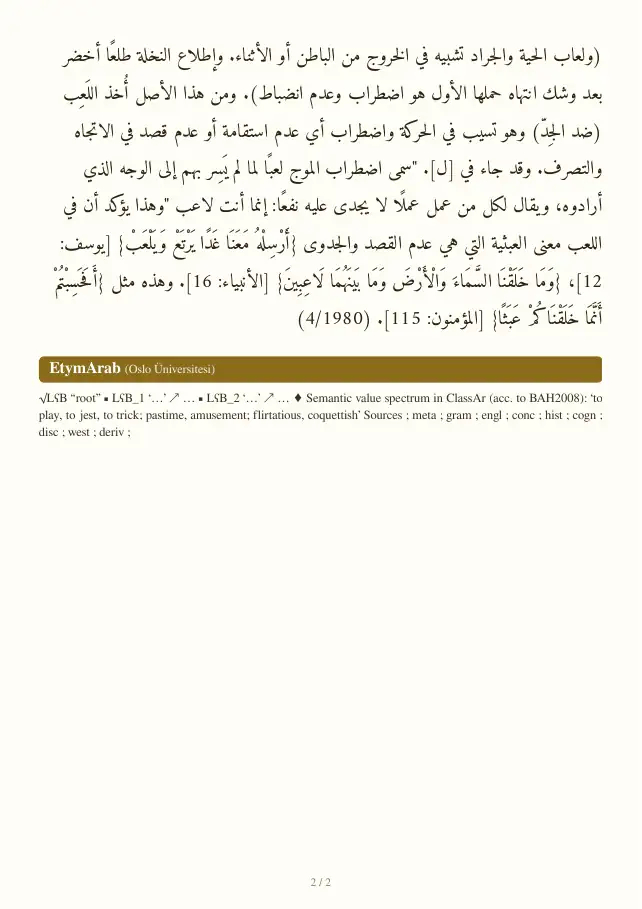 (ولعاب الحية والجراد تشبيه في الخروج من الباطن أو الأثناء. وإطلاع النخلة طلعًا أخضر
بعد وشك انتهاه حملها الأول هو اضطراب وعدم انضباط). ومن هذا الأصل أُخذ اللَعِب
(ضد الجِدّ) وهو تسيب في الحركة واضطراب أي عدم استقامة أو عدم قصد في الاتجاه
والتصرف. وقد جاء في [ل]. "سمى اضطراب الموج لعبًا لما لم يَسِر بهم إلى الوجه الذي
أرادوه، ويقال لكل من عمل عملًا لا يجدى عليه نفعًا: إنما أنت لاعب "وهذا يؤكد أن في
اللعب معنى العبثية التي هي عدم القصد والجدوى {أَرْسِلْهُ مَعَنَا غَدًا يَرْتَعْ وَيَلْعَبْ} [يوسف:
12]، {وَمَا خَلَقْنَا السَّمَاءَ وَالْأَرْضَ وَمَا بَيْنَهُمَا لَاعِبِينَ} [الأنبياء: 16]. وهذه مثل {أَفَحَسِبْتُمْ
أَنَّمَا خَلَقْنَاكُمْ عَبَثًا} [المؤمنون: 115]. (4/1980)
EtymArab (Oslo Üniversitesi)
√LʕB “root” ▪ LʕB_1 ‘…’ ↗ … ▪ LʕB_2 ‘…’ ↗ … ♦ Semantic value spectrum in ClassAr (acc. to BAH2008): ‘to
play, to jest, to trick; pastime, amusement; flirtatious, coquettish’ Sources ; meta ; gram ; engl ; conc ; hist ; cogn ;
disc ; west ; deriv ;
2 / 2